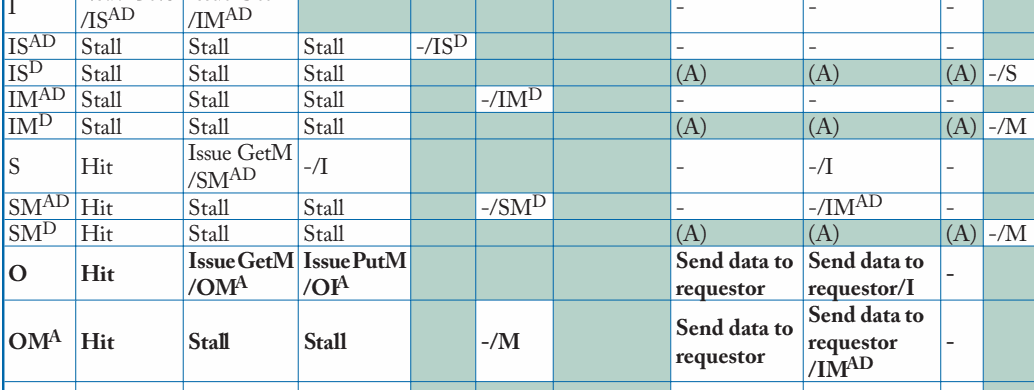 I /IS^AD /IM^AD - - -
IS^AD Stall Stall Stall -/IS^D - - -
IS^D Stall Stall Stall (A) (A) (A) -/S
IM^AD Stall Stall Stall -/IM^D - - -
IM^D Stall Stall Stall (A) (A) (A) -/M
Issue GetM
S Hit /SM^AD -/I - -/I -
SM^AD Hit Stall Stall -/SM^D - -/IM^AD -
SM^D Hit Stall Stall (A) (A) (A) -/M
Issue GetM Issue PutM Send data to Send data to
O Hit /OM^A /OI^A requestor requestor/I -
Send data to
OM^A Hit Stall Stall -/M Send data to requestor -
requestor /IM^AD